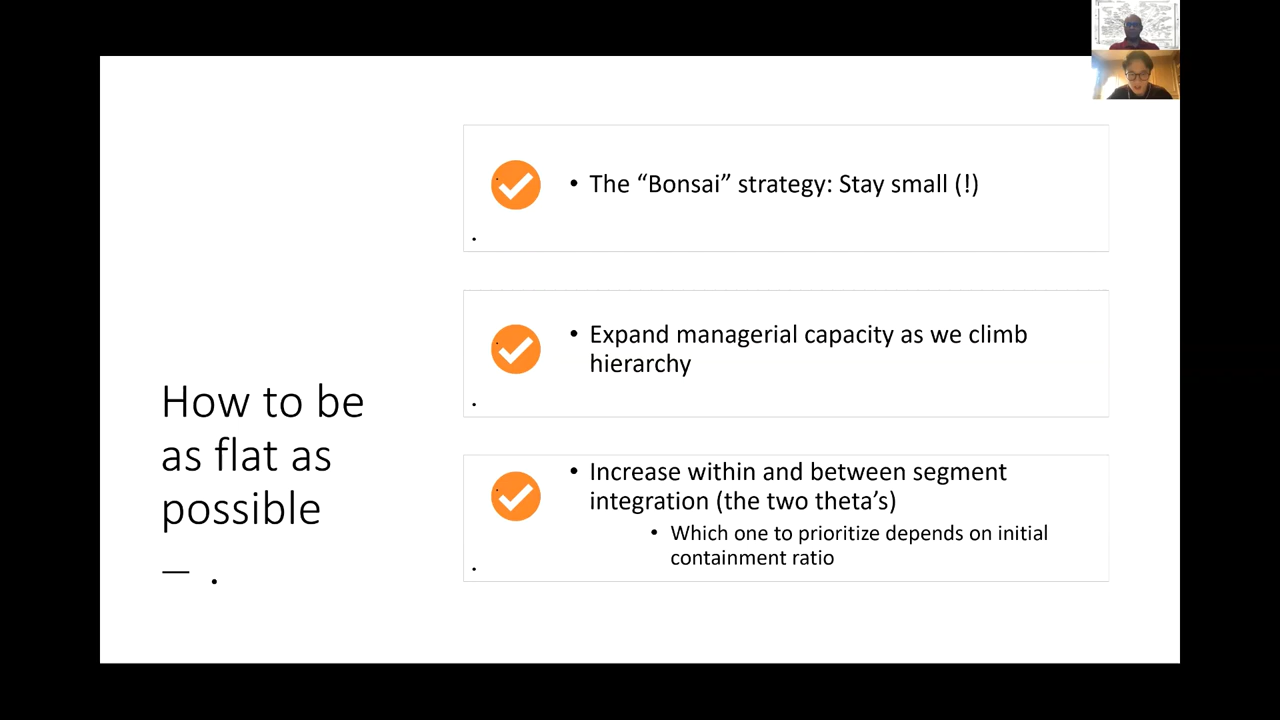 How to be
as flat as
possible
• The “Bonsai” strategy: Stay small (!)
• Expand managerial capacity as we climb
hierarchy
• Increase within and between segment
integration (the two theta’s)
• Which one to prioritize depends on initial
containment ratio